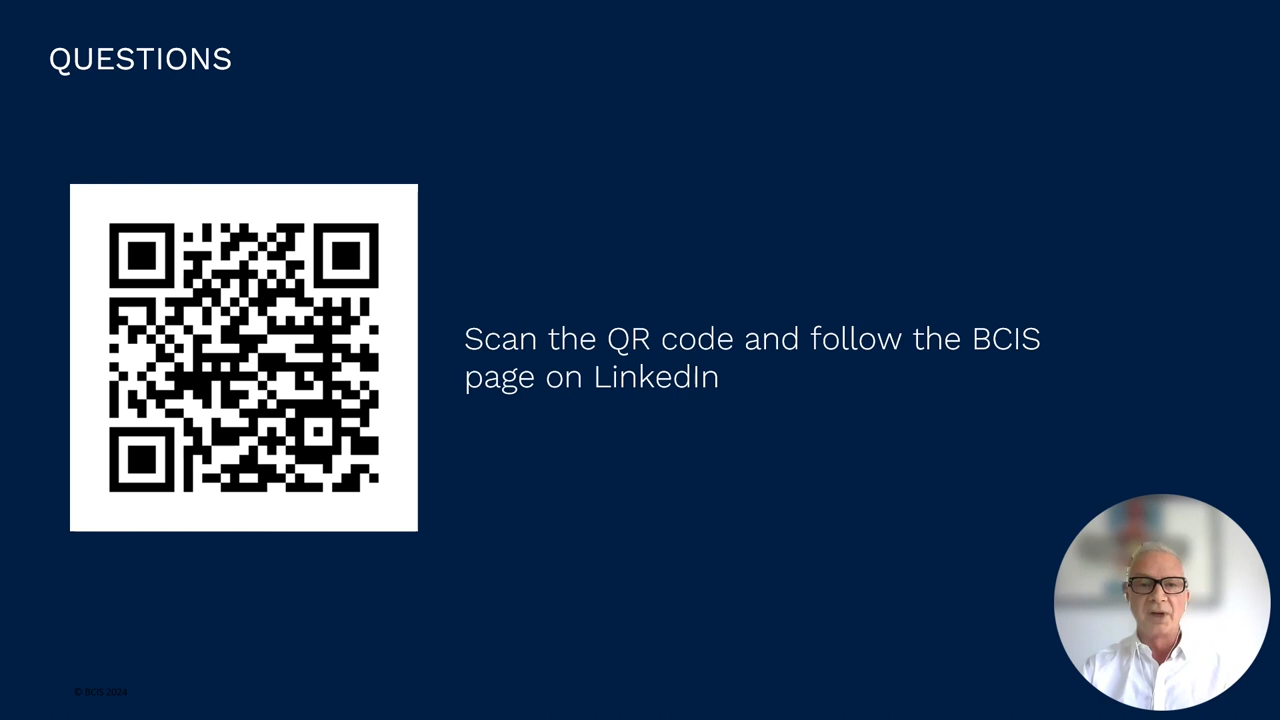 QUESTIONS
Scan the QR code and follow the BCIS
page on LinkedIn
© BCIS 2024